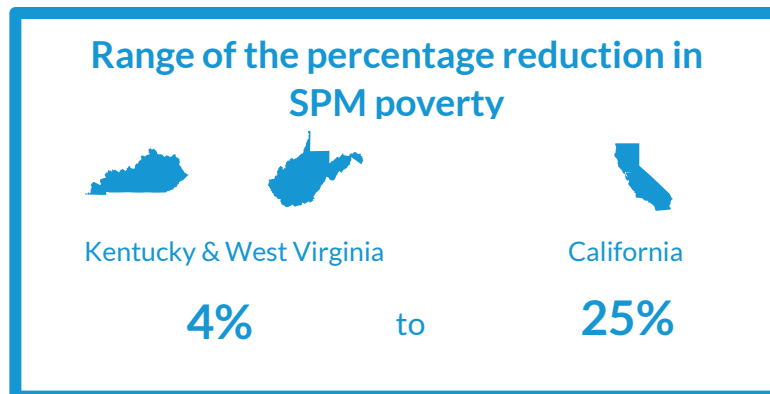 Range of the percentage reduction in
SPM poverty
Kentucky & West Virginia
California
4% to 25%